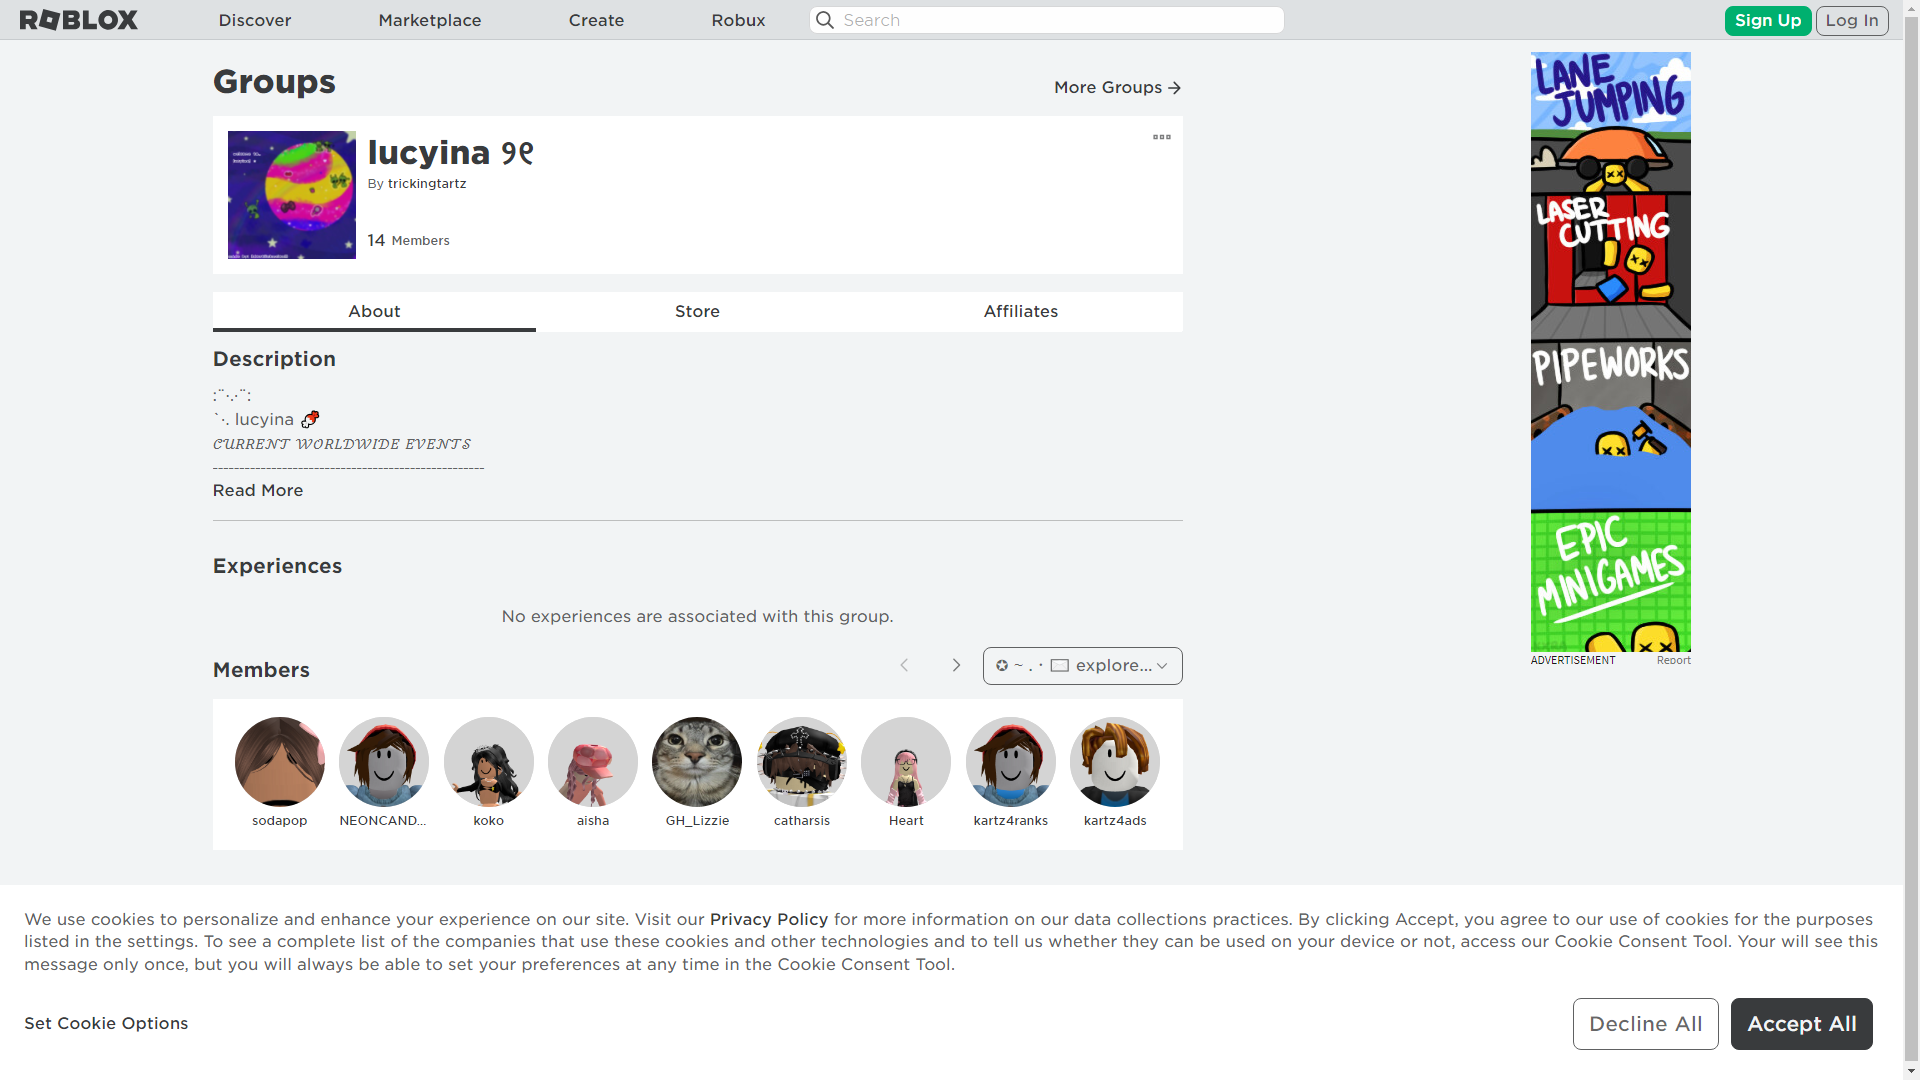 ROBLOX
Discover
Marketplace
Create
Robux
Search
Sign Up
Log In
Groups
More Groups
lucyina ୨୧
By trickingtartz
14 Members
About
Store
Affiliates
Description
:¨·.·¨:
`·. lucyina
𝓒𝓤𝓡𝓡𝓔𝓝𝓣 𝓦𝓞𝓡𝓛𝓓𝓦𝓘𝓓𝓔 𝓔𝓥𝓔𝓝𝓣𝓢
---------------------------------------------------
Read More
Experiences
No experiences are associated with this group.
Members
✪ ~ . · explore...
sodapop
NEONCAND...
koko
aisha
GH_Lizzie
catharsis
Heart
kartz4ranks
kartz4ads
LANE
JUMPING
LASER
CUTTING
PIPEWORKS
EPIC
MINIGAMES
ADVERTISEMENT
Report
We use cookies to personalize and enhance your experience on our site. Visit our Privacy Policy for more information on our data collections practices. By clicking Accept, you agree to our use of cookies for the purposes
listed in the settings. To see a complete list of the companies that use these cookies and other technologies and to tell us whether they can be used on your device or not, access our Cookie Consent Tool. Your will see this
message only once, but you will always be able to set your preferences at any time in the Cookie Consent Tool.
Set Cookie Options
Decline All
Accept All